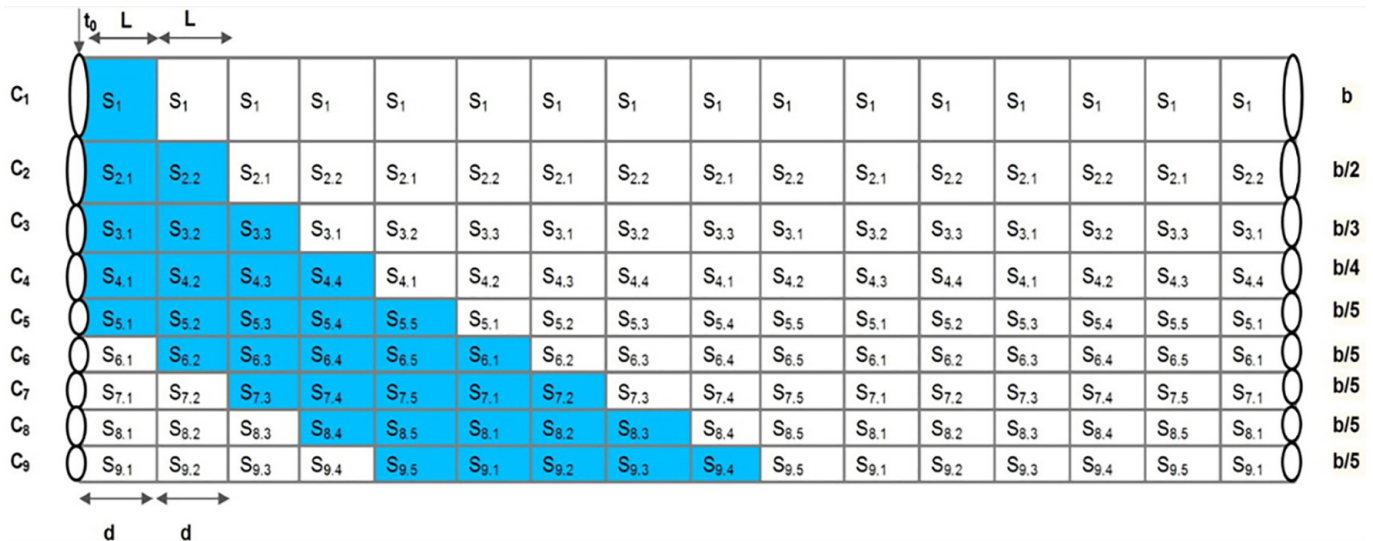 t₀ L L
C₁ S₁ S₁ S₁ S₁ S₁ S₁ S₁ S₁ S₁ S₁ S₁ S₁ S₁ S₁ S₁ S₁ b
C₂ S₂.₁ S₂.₂ S₂.₁ S₂.₂ S₂.₁ S₂.₂ S₂.₁ S₂.₂ S₂.₁ S₂.₂ S₂.₁ S₂.₂ S₂.₁ S₂.₂ S₂.₁ S₂.₂ b/2
C₃ S₃.₁ S₃.₂ S₃.₃ S₃.₁ S₃.₂ S₃.₃ S₃.₁ S₃.₂ S₃.₃ S₃.₁ S₃.₂ S₃.₃ S₃.₁ S₃.₂ S₃.₃ S₃.₁ b/3
C₄ S₄.₁ S₄.₂ S₄.₃ S₄.₄ S₄.₁ S₄.₂ S₄.₃ S₄.₄ S₄.₁ S₄.₂ S₄.₃ S₄.₄ S₄.₁ S₄.₂ S₄.₃ S₄.₄ b/4
C₅ S₅.₁ S₅.₂ S₅.₃ S₅.₄ S₅.₅ S₅.₁ S₅.₂ S₅.₃ S₅.₄ S₅.₅ S₅.₁ S₅.₂ S₅.₃ S₅.₄ S₅.₅ S₅.₁ b/5
C₆ S₆.₁ S₆.₂ S₆.₃ S₆.₄ S₆.₅ S₆.₁ S₆.₂ S₆.₃ S₆.₄ S₆.₅ S₆.₁ S₆.₂ S₆.₃ S₆.₄ S₆.₅ S₆.₁ b/5
C₇ S₇.₁ S₇.₂ S₇.₃ S₇.₄ S₇.₅ S₇.₁ S₇.₂ S₇.₃ S₇.₄ S₇.₅ S₇.₁ S₇.₂ S₇.₃ S₇.₄ S₇.₅ S₇.₁ b/5
C₈ S₈.₁ S₈.₂ S₈.₃ S₈.₄ S₈.₅ S₈.₁ S₈.₂ S₈.₃ S₈.₄ S₈.₅ S₈.₁ S₈.₂ S₈.₃ S₈.₄ S₈.₅ S₈.₁ b/5
C₉ S₉.₁ S₉.₂ S₉.₃ S₉.₄ S₉.₅ S₉.₁ S₉.₂ S₉.₃ S₉.₄ S₉.₅ S₉.₁ S₉.₂ S₉.₃ S₉.₄ S₉.₅ S₉.₁ b/5
d d